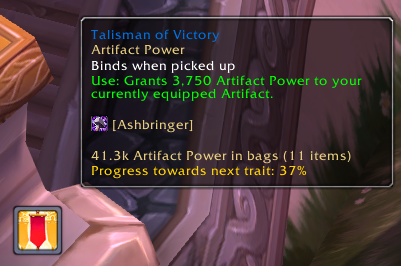 Talisman of Victory
Artifact Power
Binds when picked up
Use: Grants 3,750 Artifact Power to your
currently equipped Artifact.
[Ashbringer]
41.3k Artifact Power in bags (11 items)
Progress towards next trait: 37%